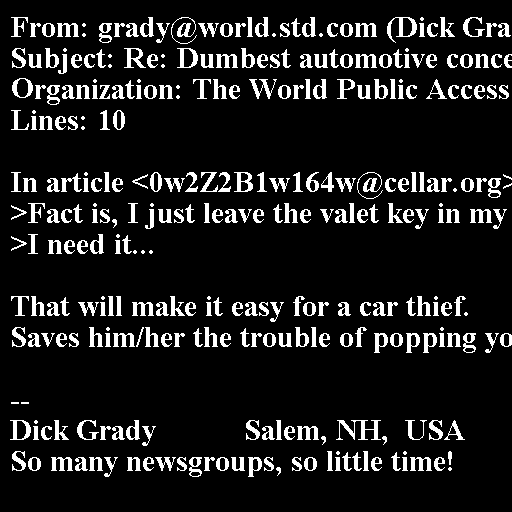 From: grady@world.std.com (Dick Gra
Subject: Re: Dumbest automotive conce
Organization: The World Public Access
Lines: 10

In article <0w2Z2B1w164w@cellar.org>
>Fact is, I just leave the valet key in my
>I need it...

That will make it easy for a car thief.
Saves him/her the trouble of popping yo

--
Dick Grady           Salem, NH,  USA
So many newsgroups, so little time!